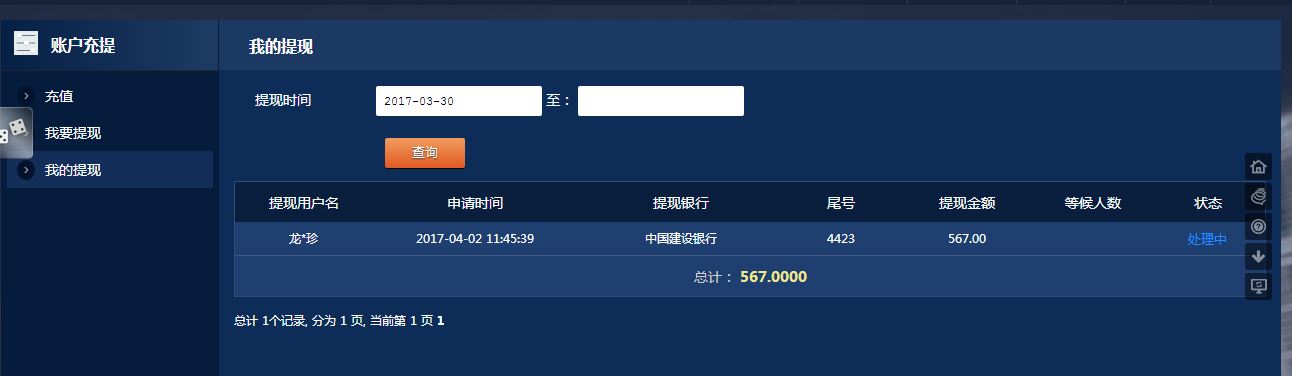 账户充提
我的提现
充值
我要提现
我的提现
提现时间 2017-03-30 至：
查询
提现用户名 申请时间 提现银行 尾号 提现金额 等候人数 状态
龙*珍 2017-04-02 11:45:39 中国建设银行 4423 567.00 处理中
总计： 567.0000
总计 1个记录, 分为 1 页, 当前第 1 页 1